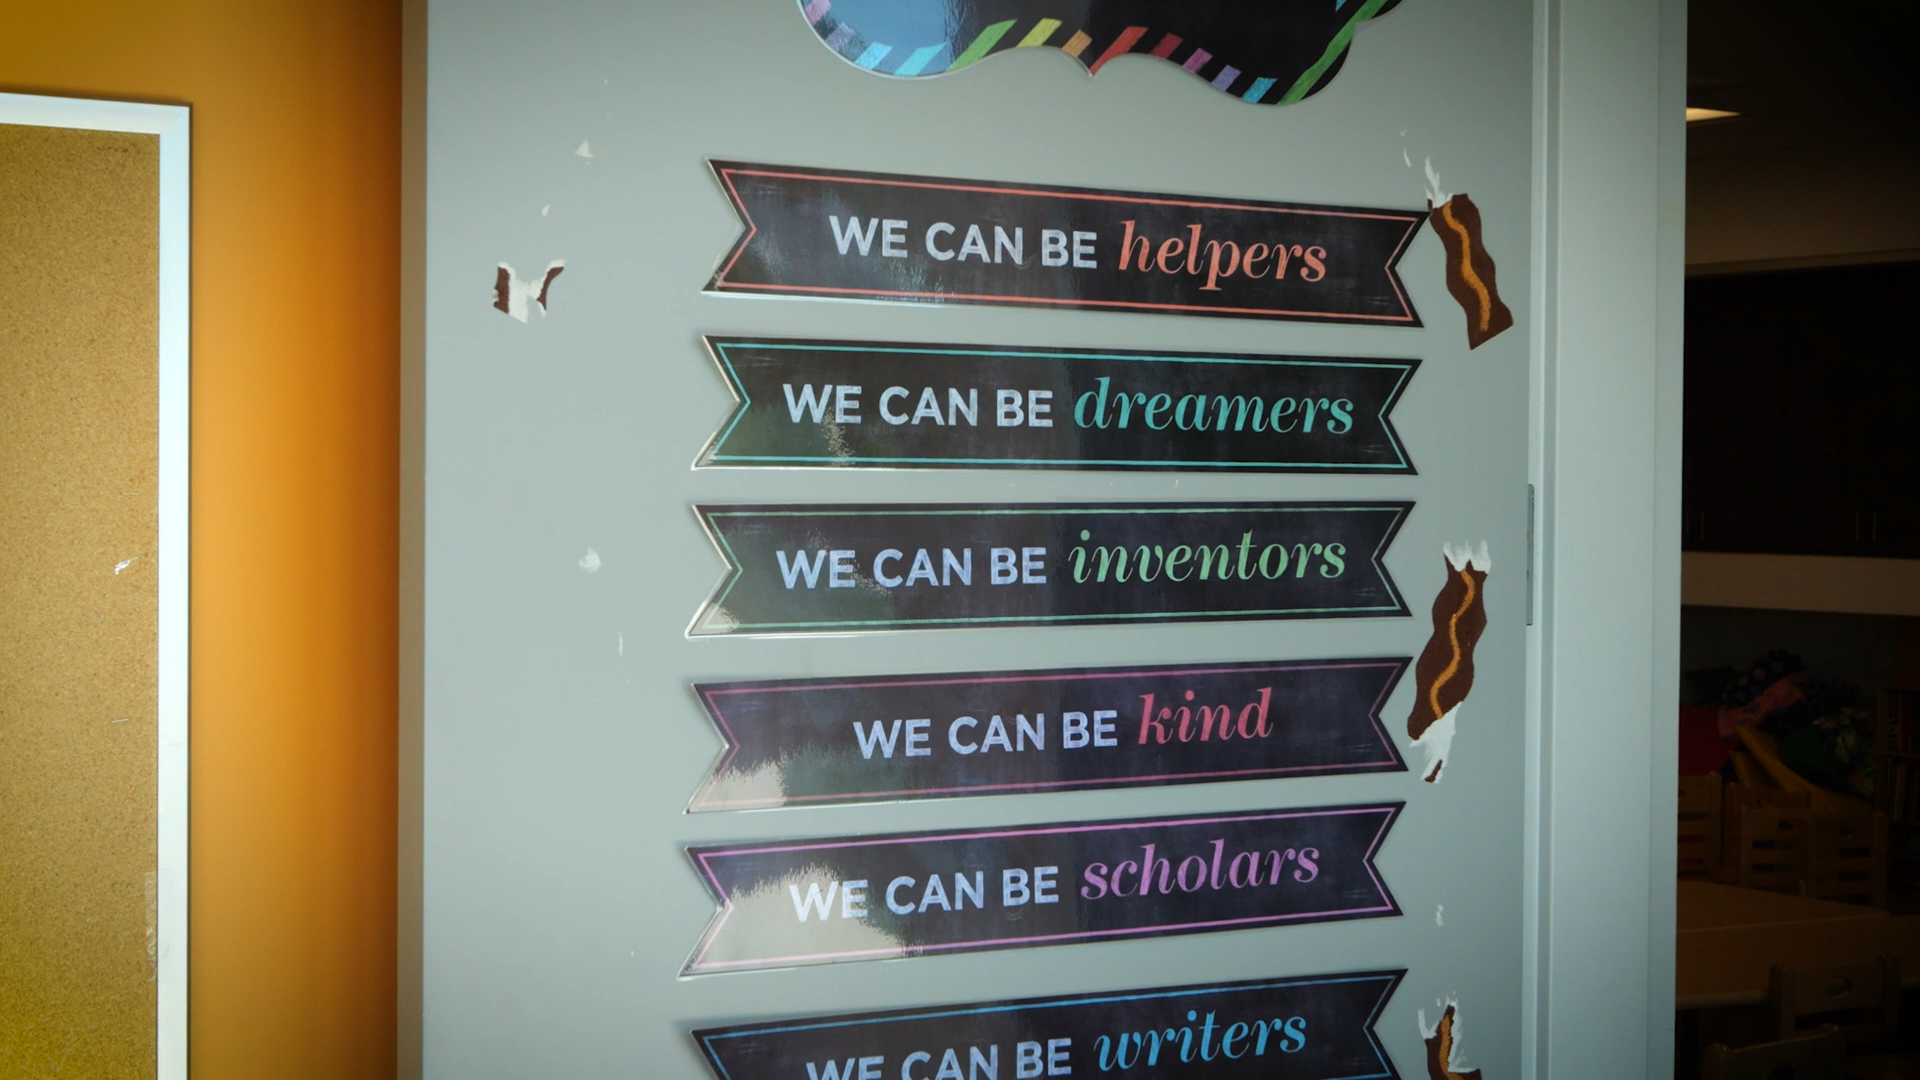 WE CAN BE helpers
WE CAN BE dreamers
WE CAN BE inventors
WE CAN BE kind
WE CAN BE scholars
WE CAN BE writers